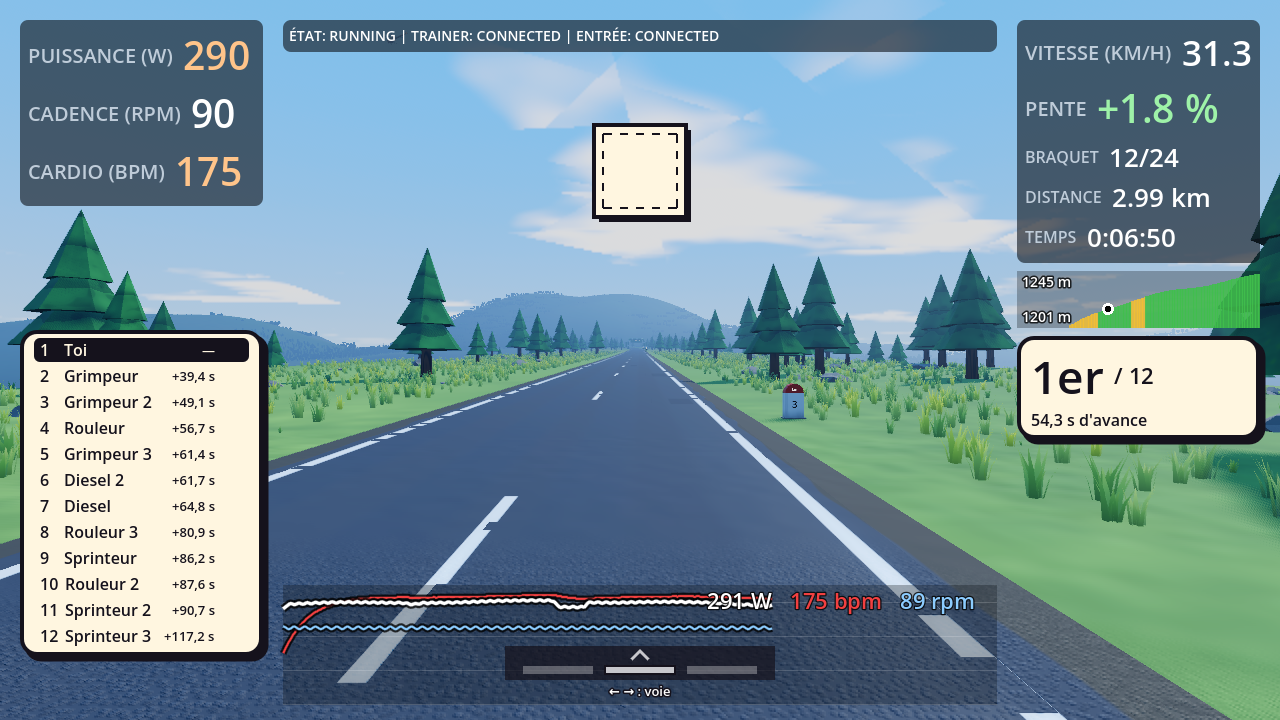 PUISSANCE (W) 290
CADENCE (RPM) 90
CARDIO (BPM) 175
ÉTAT: RUNNING | TRAINER: CONNECTED | ENTRÉE: CONNECTED
VITESSE (KM/H) 31.3
PENTE +1.8 %
BRAQUET 12/24
DISTANCE 2.99 km
TEMPS 0:06:50
1245 m
1201 m
1er / 12
54,3 s d'avance
1 Toi —
2 Grimpeur +39,4 s
3 Grimpeur 2 +49,1 s
4 Rouleur +56,7 s
5 Grimpeur 3 +61,4 s
6 Diesel 2 +61,7 s
7 Diesel +64,8 s
8 Rouleur 3 +80,9 s
9 Sprinteur +86,2 s
10 Rouleur 2 +87,6 s
11 Sprinteur 2 +90,7 s
12 Sprinteur 3 +117,2 s
3
291 W 175 bpm 89 rpm
← → : voie